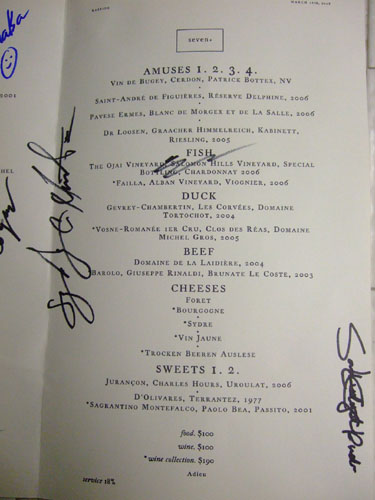 MARCH
seven.
AMUSES 1. 2. 3. 4.
Vin de Bugey, Cerdon, Patrice Bottex, NV
Saint-André de Figuières, Réserve Delphine, 2006
Pavese Ermes, Blanc de Morgex et de La Salle, 2006
Dr Loosen, Graacher Himmelreich, Kabinett,
Riesling, 2005
FISH
The Ojai Vineyard, Salomon Hills Vineyard, Special
Bottling, Chardonnay 2006
*Failla, Alban Vineyard, Viognier, 2006
DUCK
Gevrey-Chambertin, Les Corvées, Domaine
Tortochot, 2004
*Vosne-Romanée 1er Cru, Clos des Réas, Domaine
Michel Gros, 2005
BEEF
Domaine de la Laidière, 2004
Barolo, Giuseppe Rinaldi, Brunate Le Coste, 2003
CHEESES
Foret
*Bourgogne
*Sydre
*Vin Jaune
*Trocken Beeren Auslese
SWEETS 1. 2.
Jurançon, Charles Hours, Uroulat, 2006
D'Olivares, Terrantez, 1977
*Sagrantino Montefalco, Paolo Bea, Passito, 2001
food. $100
wine. $100
*wine collection. $190
Adieu
service 18%
2001
HEL